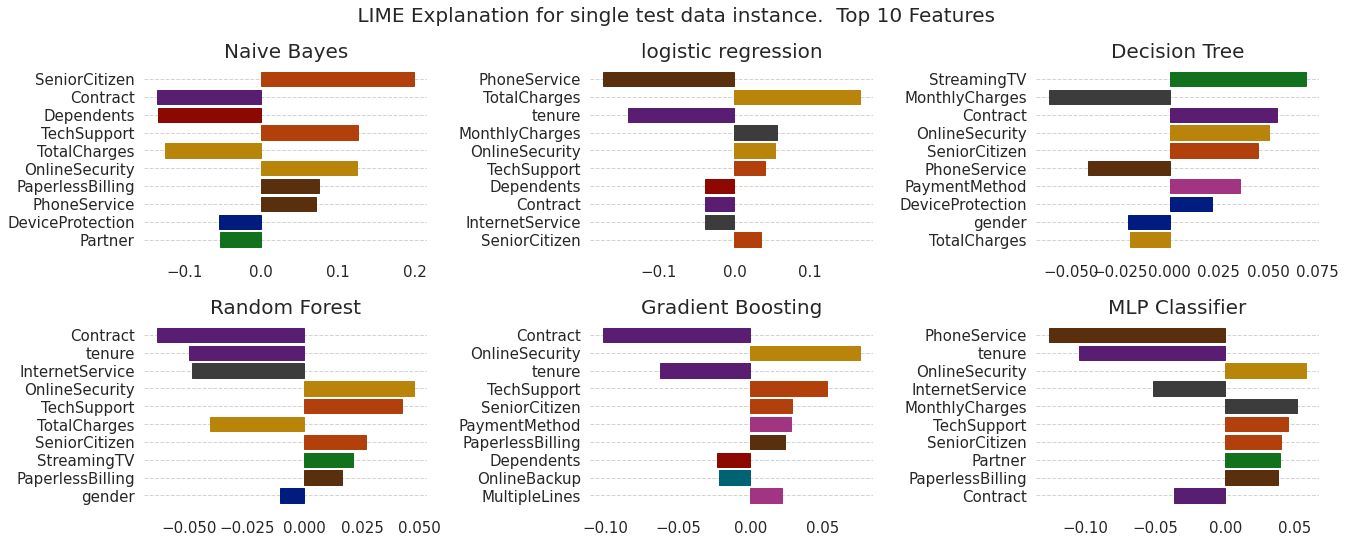 LIME Explanation for single test data instance.  Top 10 Features
Naive Bayes
SeniorCitizen
Contract
Dependents
TechSupport
TotalCharges
OnlineSecurity
PaperlessBilling
PhoneService
DeviceProtection
Partner
−0.1 0.0 0.1 0.2
logistic regression
PhoneService
TotalCharges
tenure
MonthlyCharges
OnlineSecurity
TechSupport
Dependents
Contract
InternetService
SeniorCitizen
−0.1 0.0 0.1
Decision Tree
StreamingTV
MonthlyCharges
Contract
OnlineSecurity
SeniorCitizen
PhoneService
PaymentMethod
DeviceProtection
gender
TotalCharges
−0.050 −0.025 0.000 0.025 0.050 0.075
Random Forest
Contract
tenure
InternetService
OnlineSecurity
TechSupport
TotalCharges
SeniorCitizen
StreamingTV
PaperlessBilling
gender
−0.050 −0.025 0.000 0.025 0.050
Gradient Boosting
Contract
OnlineSecurity
tenure
TechSupport
SeniorCitizen
PaymentMethod
PaperlessBilling
Dependents
OnlineBackup
MultipleLines
−0.10 −0.05 0.00 0.05
MLP Classifier
PhoneService
tenure
OnlineSecurity
InternetService
MonthlyCharges
TechSupport
SeniorCitizen
Partner
PaperlessBilling
Contract
−0.10 −0.05 0.00 0.05